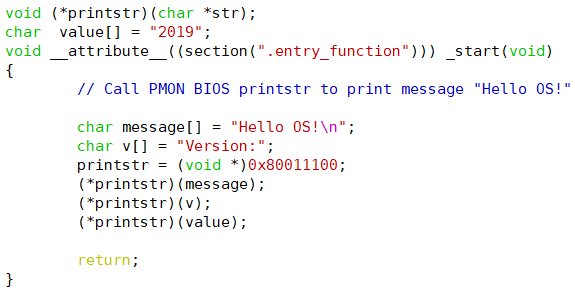 void (*printstr)(char *str);
char  value[] = "2019";
void __attribute__((section(".entry_function"))) _start(void)
{
        // Call PMON BIOS printstr to print message "Hello OS!"

        char message[] = "Hello OS!\n";
        char v[] = "Version:";
        printstr = (void *)0x80011100;
        (*printstr)(message);
        (*printstr)(v);
        (*printstr)(value);

        return;
}